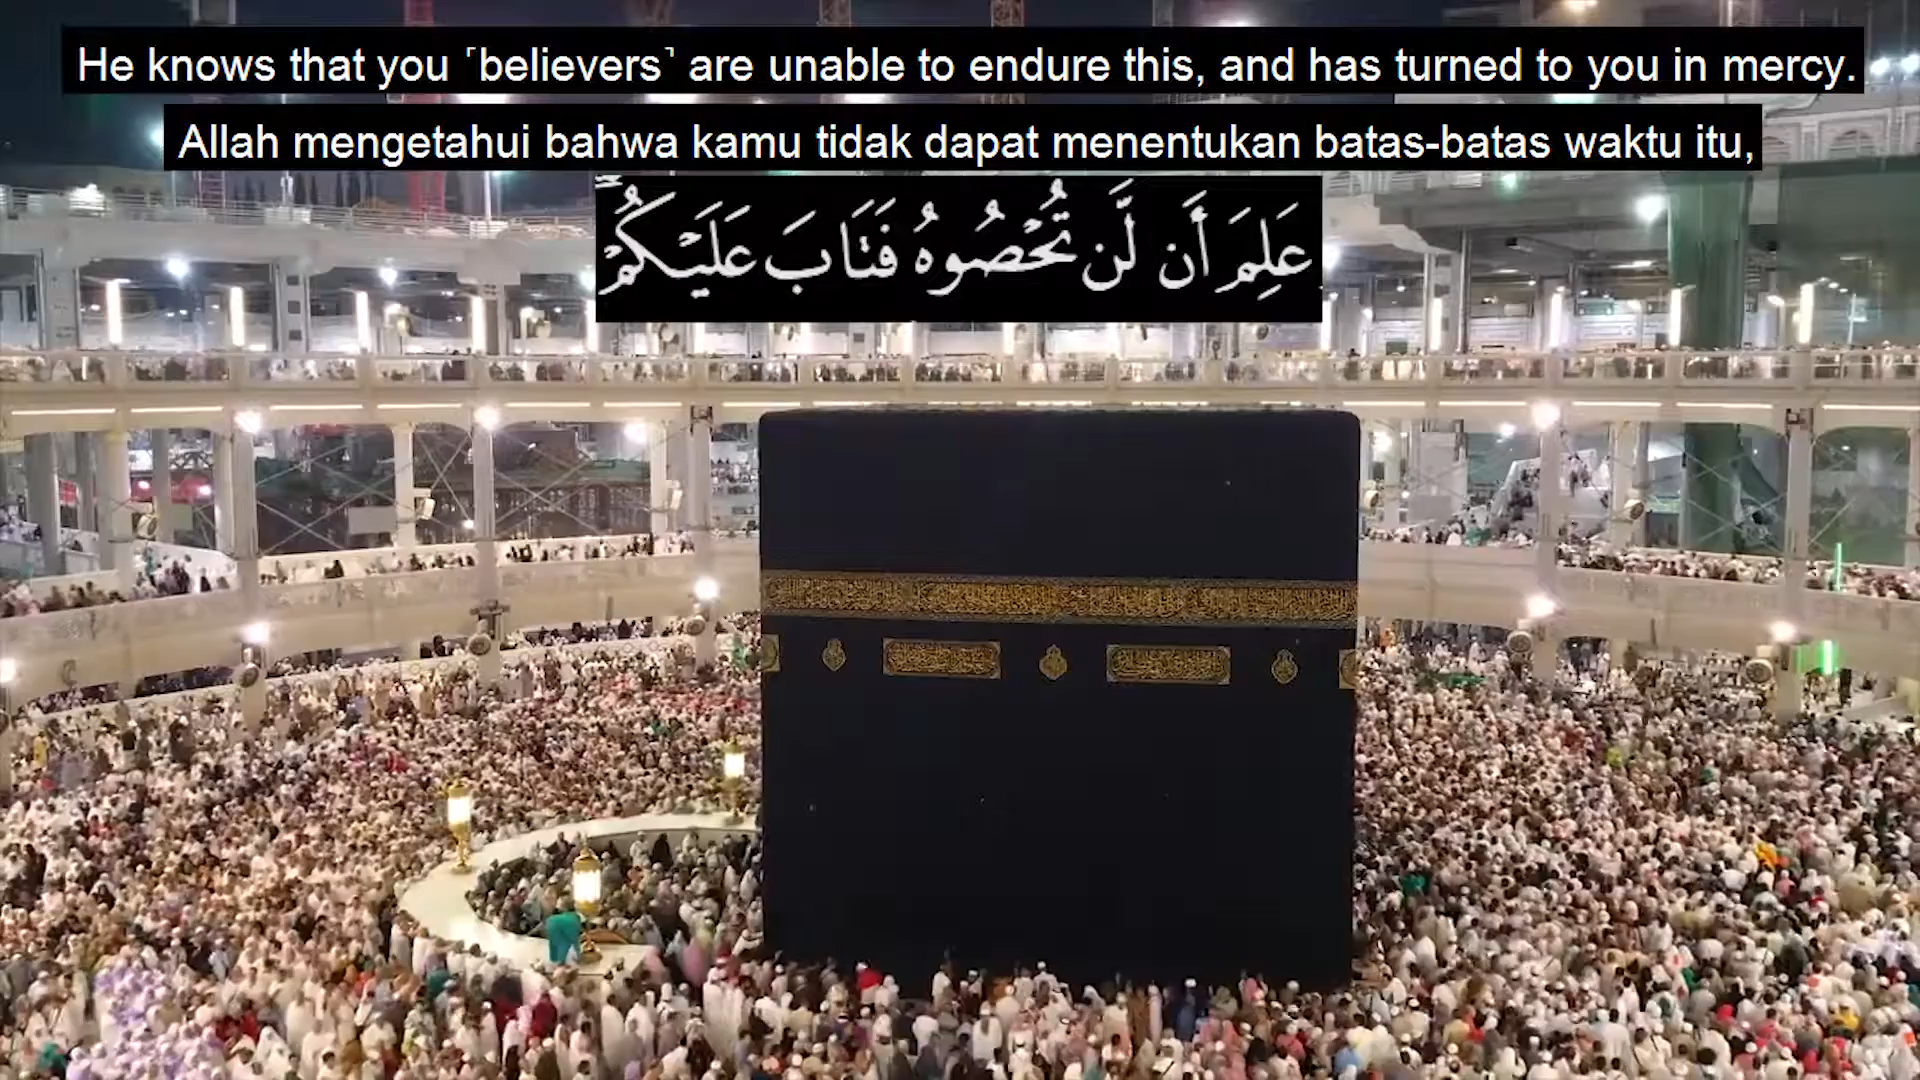 He knows that you ˹believers˺ are unable to endure this, and has turned to you in mercy.
Allah mengetahui bahwa kamu tidak dapat menentukan batas-batas waktu itu,
عَلِمَ أَن لَّن تُحْصُوهُ فَتَابَ عَلَيْكُمْ ۖ